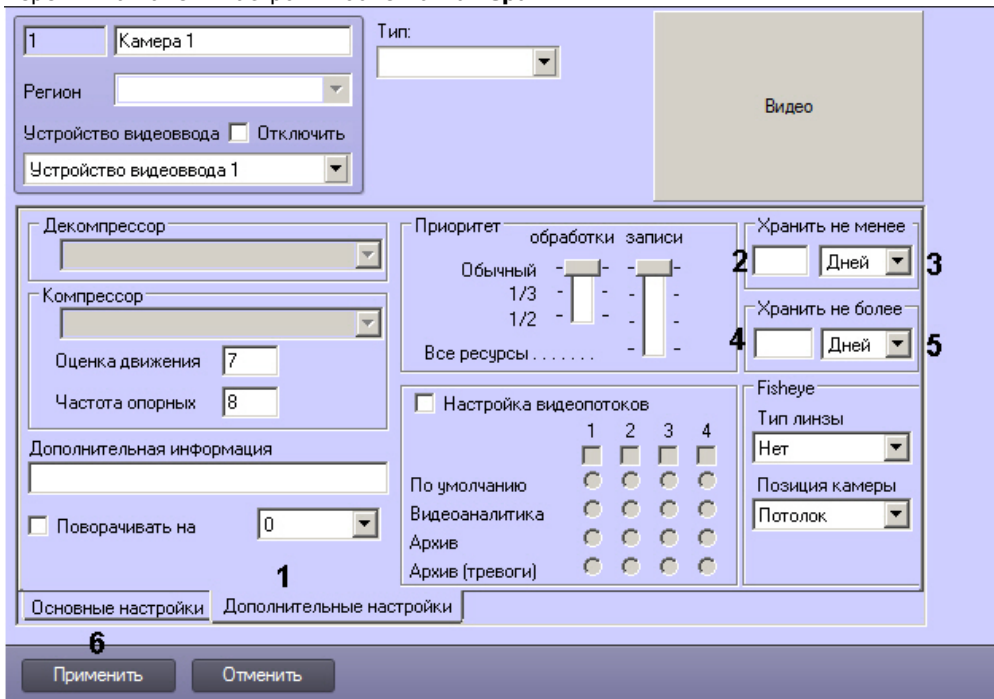 1 Камера 1
Тип:
Регион
Устройство видеоввода Отключить
Устройство видеоввода 1
Видео
Декомпрессор
Компрессор
Оценка движения 7
Частота опорных 8
Дополнительная информация
Поворачивать на 0
Приоритет
обработки записи
Обычный
1/3
1/2
Все ресурсы.......
Настройка видеопотоков
1 2 3 4
По умолчанию
Видеоаналитика
Архив
Архив (тревоги)
Хранить не менее
2 Дней 3
Хранить не более
4 Дней 5
Fisheye
Тип линзы
Нет
Позиция камеры
Потолок
1
Основные настройки Дополнительные настройки
6
Применить Отменить